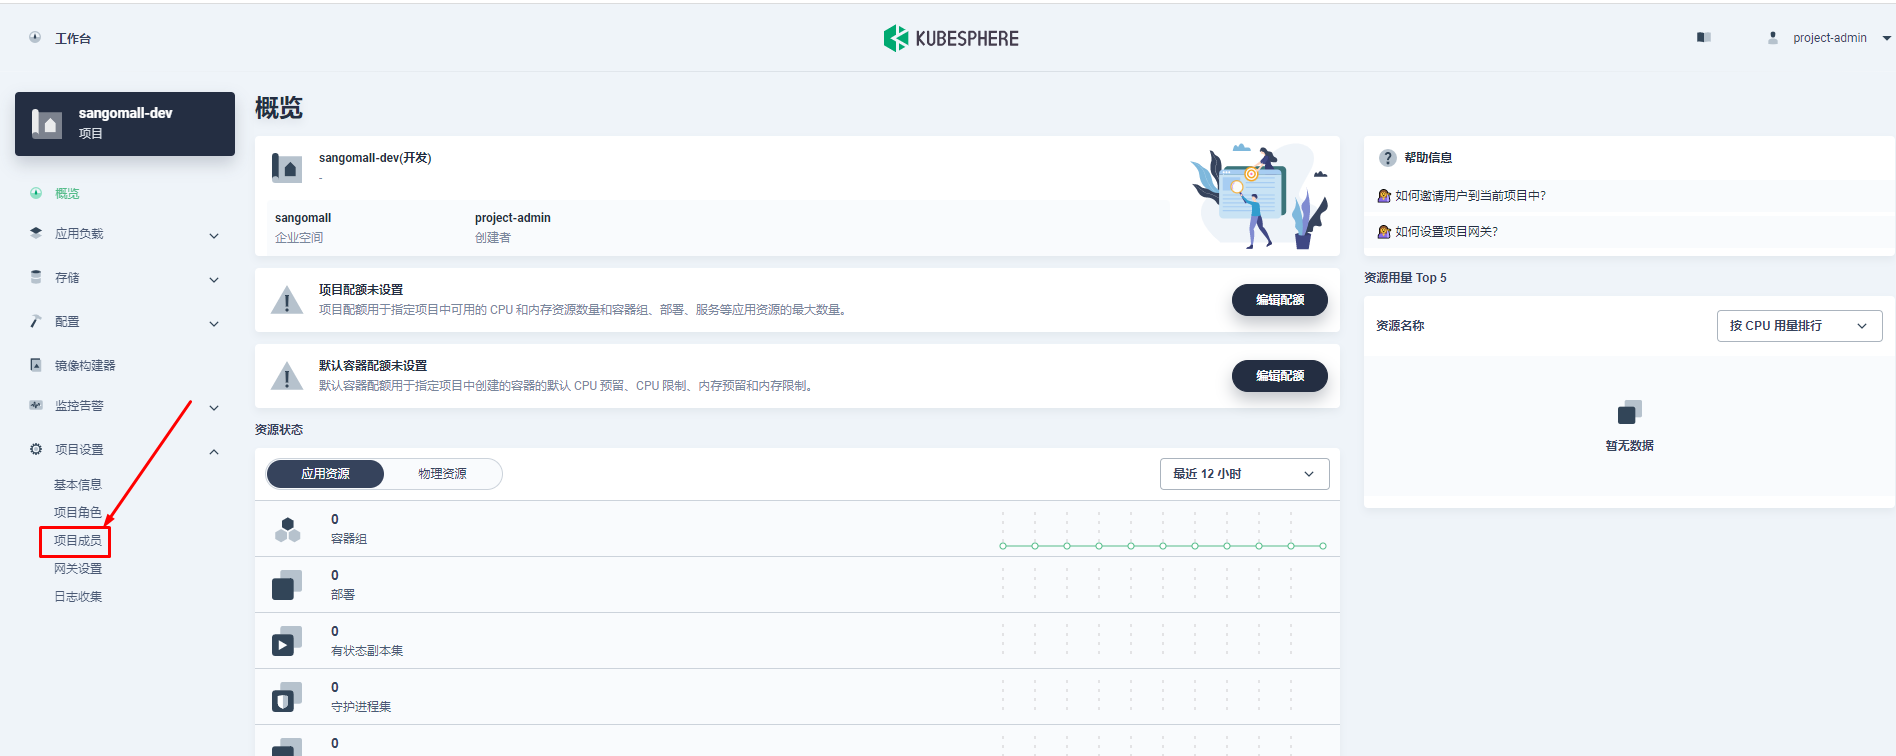 工作台
KUBESPHERE
project-admin
sangomall-dev
项目
概览
应用负载
存储
配置
镜像构建器
监控告警
项目设置
基本信息
项目角色
项目成员
网关设置
日志收集
概览
sangomall-dev(开发)
-
sangomall
企业空间
project-admin
创建者
项目配额未设置
项目配额用于指定项目中可用的 CPU 和内存资源数量和容器组、部署、服务等应用资源的最大数量。
编辑配额
默认容器配额未设置
默认容器配额用于指定项目中创建的容器的默认 CPU 预留、CPU 限制、内存预留和内存限制。
编辑配额
资源状态
应用资源
物理资源
最近 12 小时
0
容器组
0
部署
0
有状态副本集
0
守护进程集
0
帮助信息
如何邀请用户到当前项目中?
如何设置项目网关?
资源用量 Top 5
资源名称
按 CPU 用量排行
暂无数据